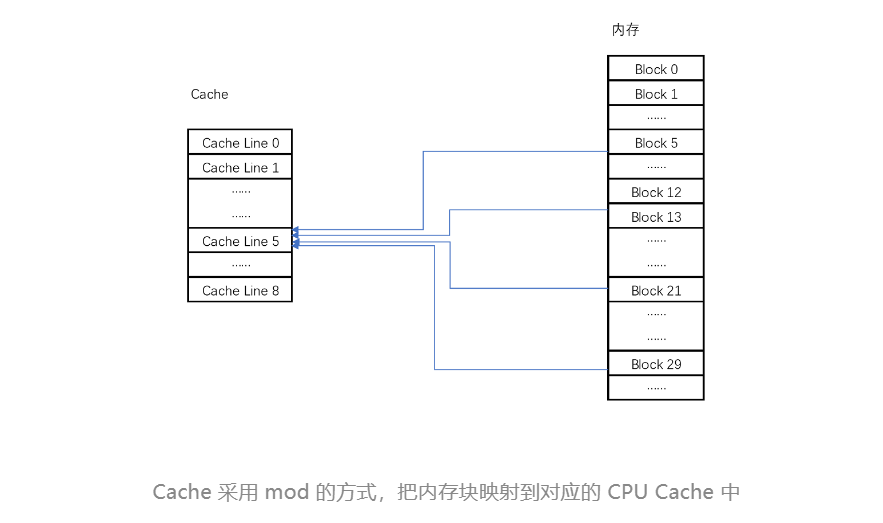 内存
Cache
Block 0
Block 1
……
Block 5
……
Block 12
Block 13
……
……
Block 21
……
……
Block 29
……
Cache Line 0
Cache Line 1
……
……
Cache Line 5
……
Cache Line 8
Cache 采用 mod 的方式，把内存块映射到对应的 CPU Cache 中